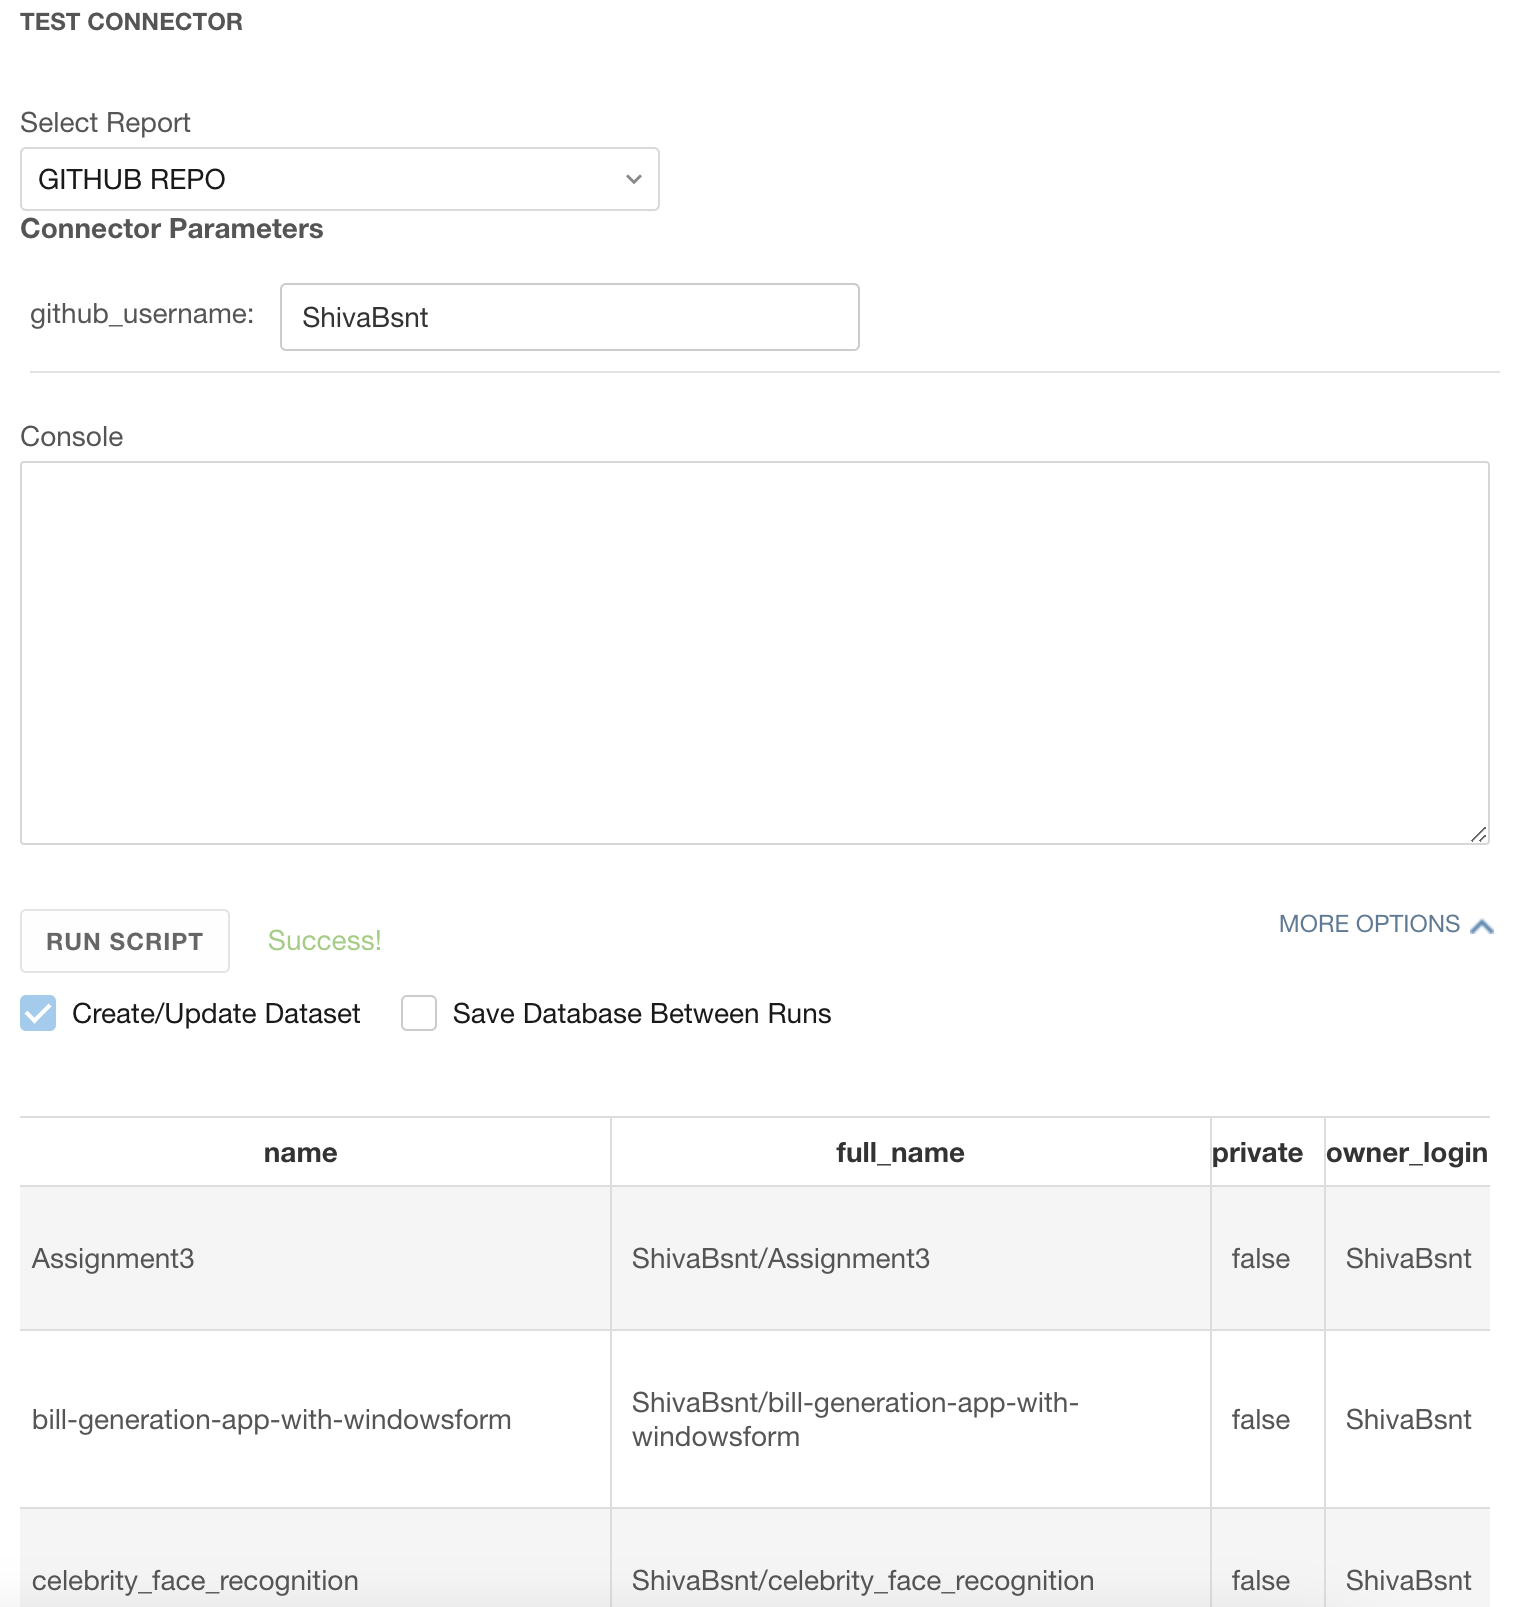 TEST CONNECTOR
Select Report
GITHUB REPO
Connector Parameters
github_username: ShivaBsnt
Console
RUN SCRIPT Success! MORE OPTIONS
Create/Update Dataset Save Database Between Runs
name full_name private owner_login
Assignment3 ShivaBsnt/Assignment3 false ShivaBsnt
bill-generation-app-with-windowsform ShivaBsnt/bill-generation-app-with-
windowsform false ShivaBsnt
celebrity_face_recognition ShivaBsnt/celebrity_face_recognition false ShivaBsnt